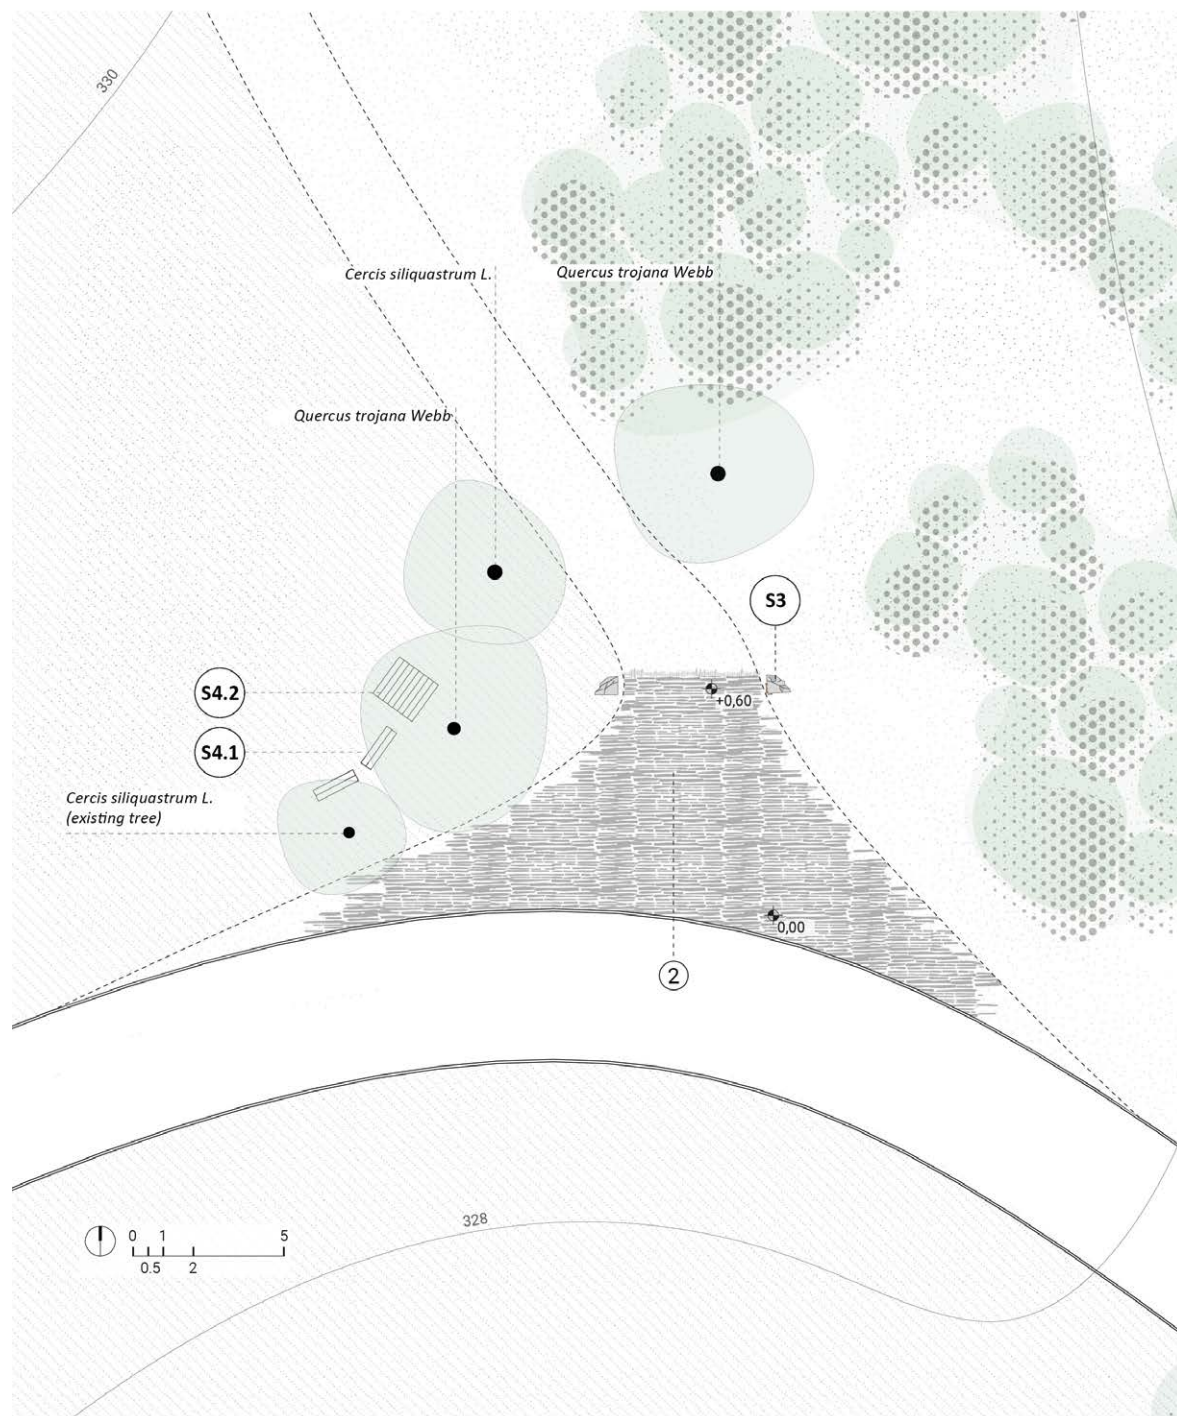 330
Cercis siliquastrum L.
Quercus trojana Webb
Quercus trojana Webb
S3
S4.2
+0,60
S4.1
Cercis siliquastrum L.
(existing tree)
0,00
2
328
0 1 5
0.5 2